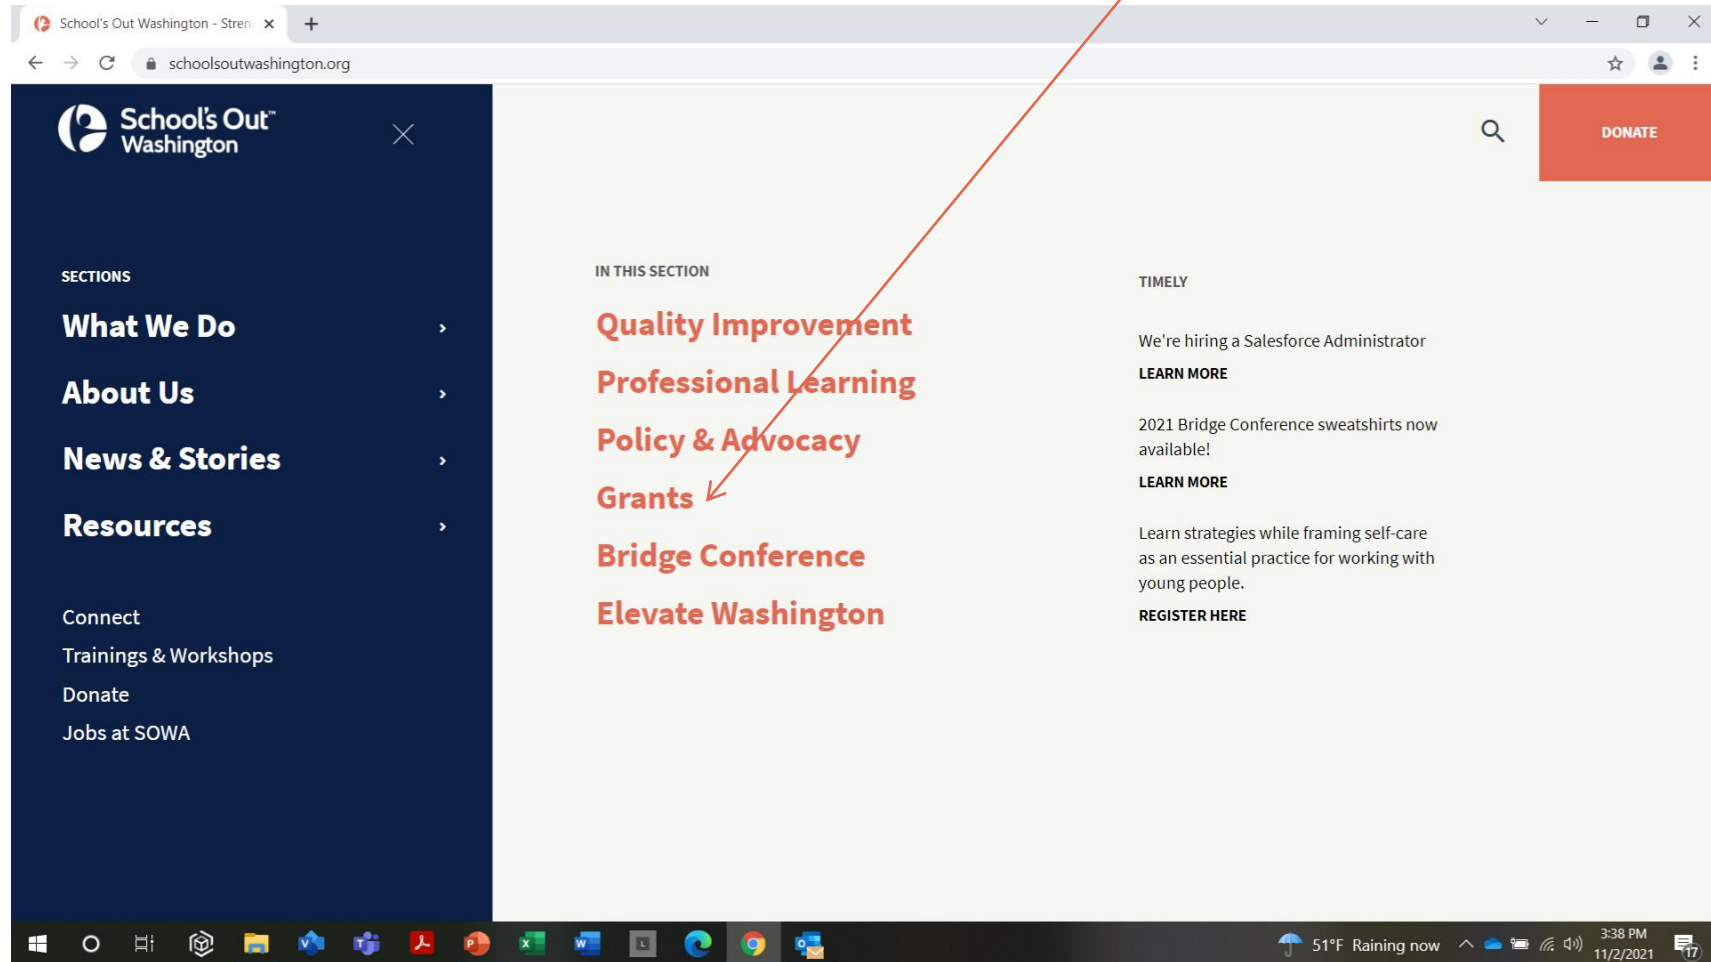 School's Out Washington - Stren
schoolsoutwashington.org
School's Out™
Washington
DONATE
SECTIONS
What We Do
About Us
News & Stories
Resources
Connect
Trainings & Workshops
Donate
Jobs at SOWA
IN THIS SECTION
Quality Improvement
Professional Learning
Policy & Advocacy
Grants
Bridge Conference
Elevate Washington
TIMELY
We're hiring a Salesforce Administrator
LEARN MORE
2021 Bridge Conference sweatshirts now
available!
LEARN MORE
Learn strategies while framing self-care
as an essential practice for working with
young people.
REGISTER HERE
51°F Raining now
3:38 PM
11/2/2021
17